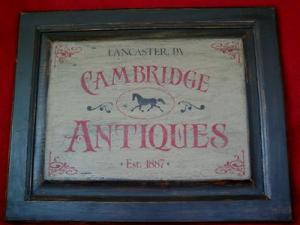 LANCASTER, PA
CAMBRIDGE
ANTIQUES
• EST. 1887 •